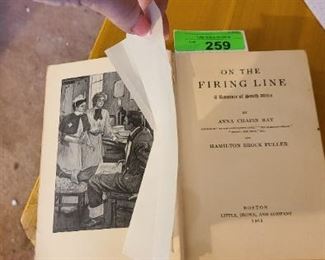 259
ON THE
FIRING LINE
A Romance of South Africa
BY
ANNA CHAPIN RAY
AND
HAMILTON BROCK FULLER
BOSTON
LITTLE, BROWN, AND COMPANY